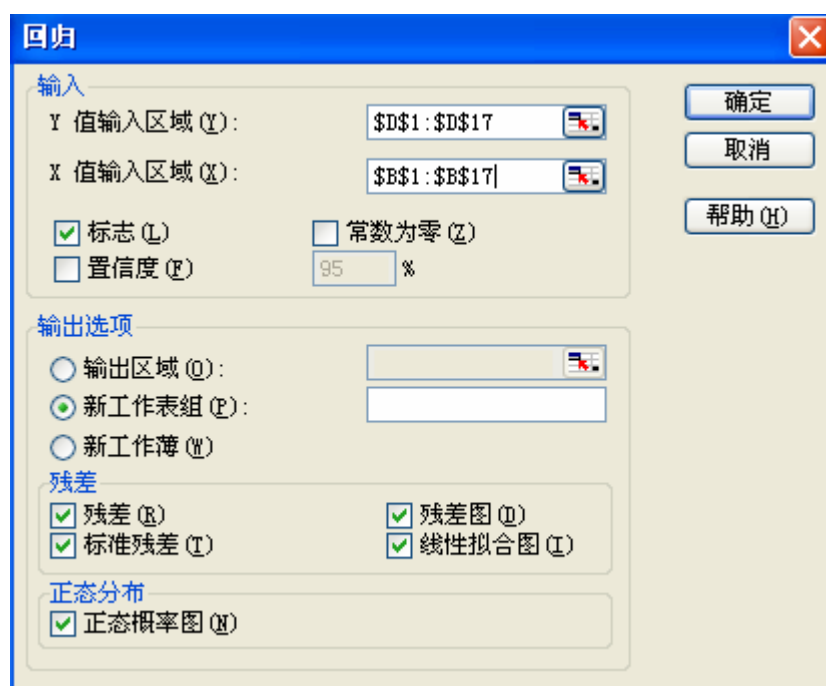 回归
输入
Y 值输入区域(Y): $D$1:$D$17
X 值输入区域(X): $B$1:$B$17
标志(L) 常数为零(Z)
置信度(F) 95 %
确定
取消
帮助(H)
输出选项
输出区域(O):
新工作表组(P):
新工作薄(W)
残差
残差(R) 残差图(D)
标准残差(T) 线性拟合图(I)
正态分布
正态概率图(N)